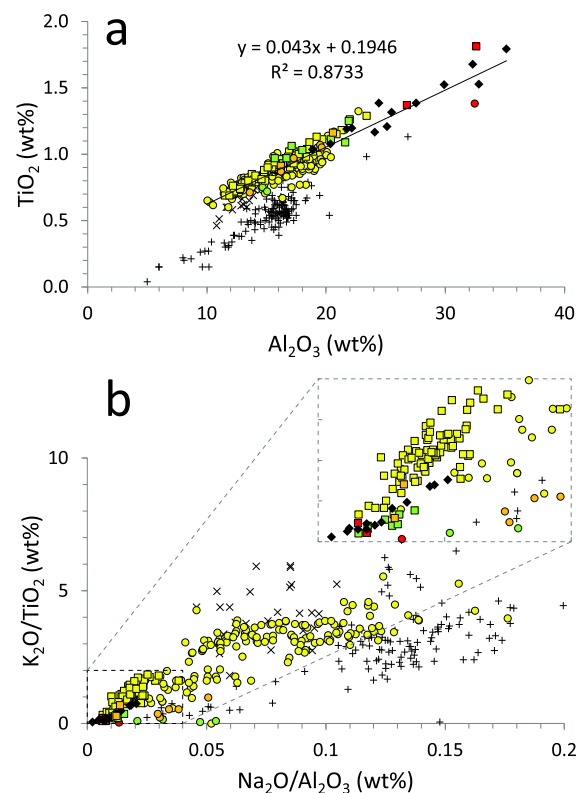 a
y = 0.043x + 0.1946
R² = 0.8733
2.0
1.5
1.0
0.5
0.0
TiO₂ (wt%)
0 10 20 30 40
Al₂O₃ (wt%)
b
10
5
0
K₂O/TiO₂ (wt%)
0 0.05 0.1 0.15 0.2
Na₂O/Al₂O₃ (wt%)